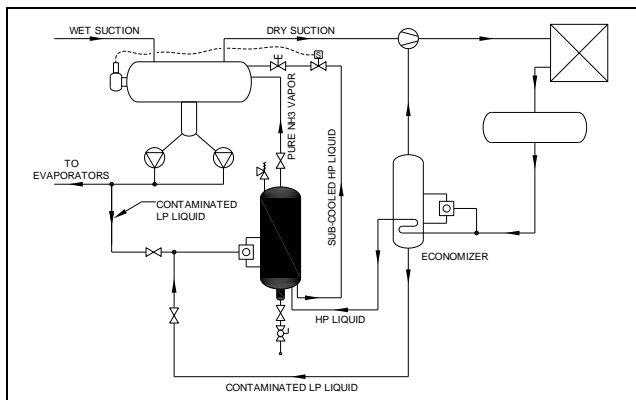 WET SUCTION
DRY SUCTION
PURE NH3 VAPOR
SUB-COOLED HP LIQUID
TO
EVAPORATORS
CONTAMINATED
LP LIQUID
ECONOMIZER
HP LIQUID
CONTAMINATED LP LIQUID